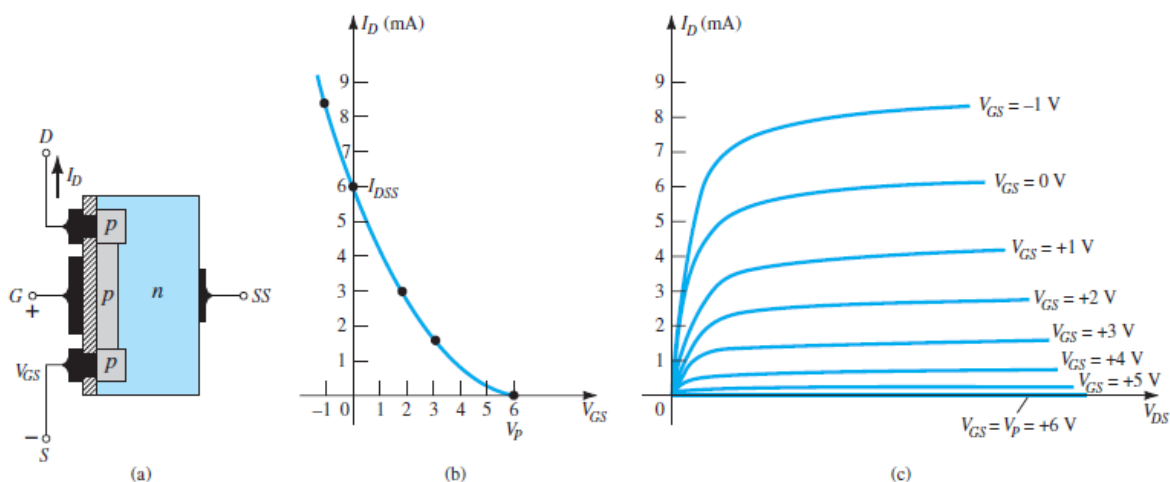 D
I_D
p
G
+
p
n
SS
p
V_GS
–
S
(a)
I_D (mA)
9
8
7
6
I_DSS
5
4
3
2
1
–1 0 1 2 3 4 5 6 V_GS
V_P
(b)
I_D (mA)
9
8
7
6
5
4
3
2
1
0
V_GS = –1 V
V_GS = 0 V
V_GS = +1 V
V_GS = +2 V
V_GS = +3 V
V_GS = +4 V
V_GS = +5 V
V_DS
V_GS = V_P = +6 V
(c)